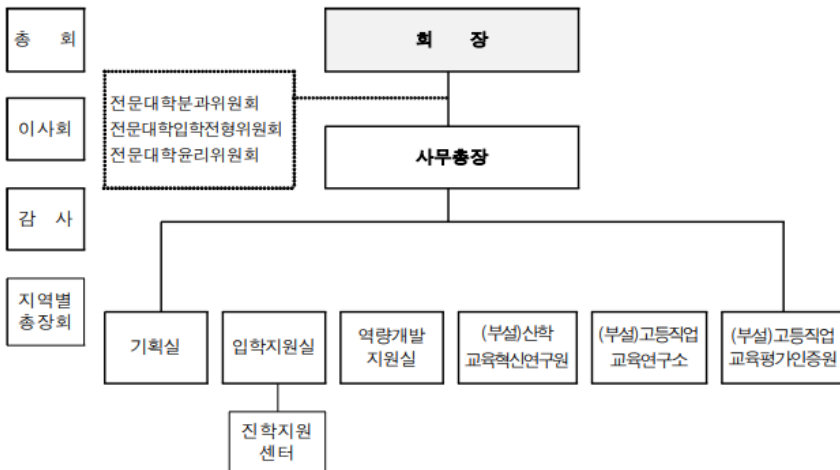 총 회
회 장
전문대학분과위원회
전문대학입학전형위원회
전문대학윤리위원회
이사회
사무총장
감 사
지역별
총장회
기획실
입학지원실
역량개발
지원실
(부설)산학
교육혁신연구원
(부설)고등직업
교육연구소
(부설)고등직업
교육평가인증원
진학지원
센터